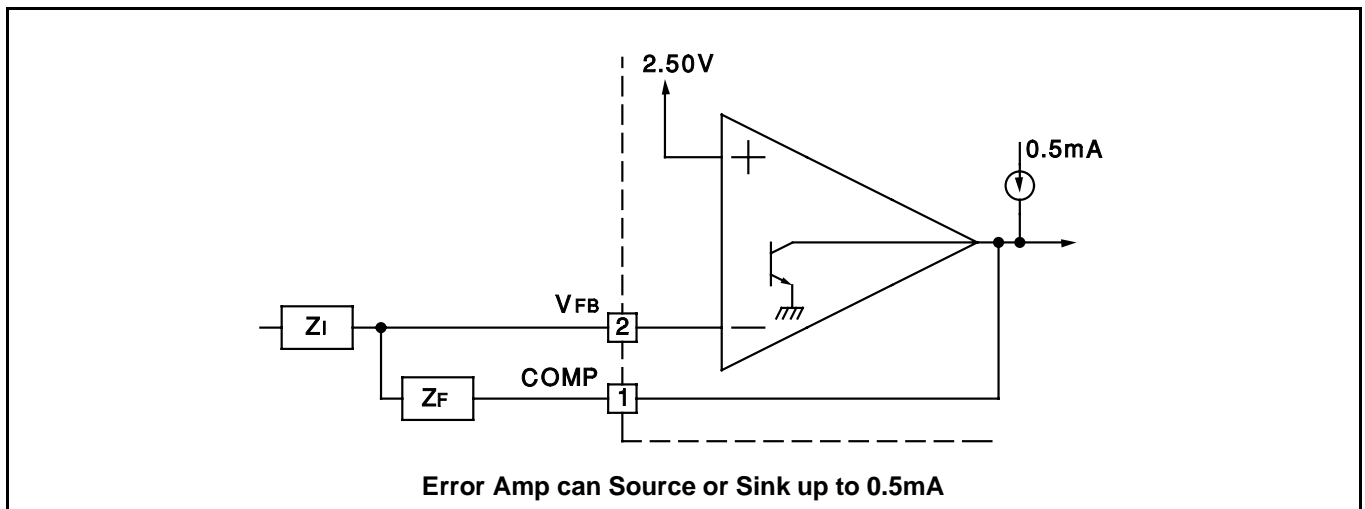 2.50V
0.5mA
VFB
2
ZI
COMP
ZF
1
Error Amp can Source or Sink up to 0.5mA